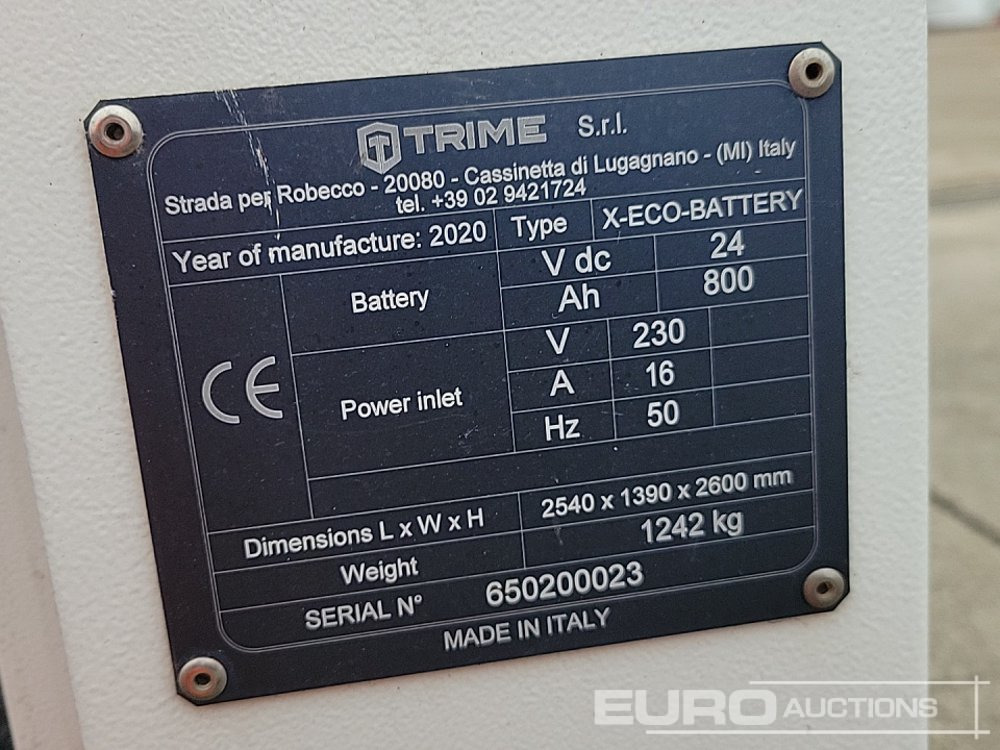 TRIME S.r.l.
Strada per Robecco - 20080 - Cassinetta di Lugagnano - (MI) Italy
tel. +39 02 9421724
Year of manufacture: 2020 Type X-ECO-BATTERY
CE
Battery V dc 24
Ah 800
Power inlet V 230
A 16
Hz 50
Dimensions L x W x H 2540 x 1390 x 2600 mm
Weight 1242 kg
SERIAL N° 650200023
MADE IN ITALY
EURO AUCTIONS